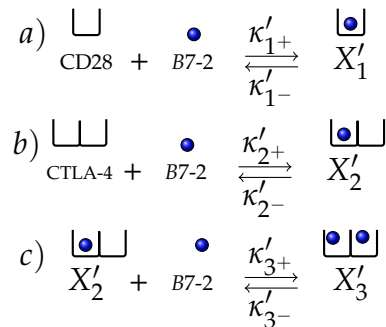 a)
CD28 + B7-2 κ′₁₊ κ′₁₋ X′₁
b)
CTLA-4 + B7-2 κ′₂₊ κ′₂₋ X′₂
c)
X′₂ + B7-2 κ′₃₊ κ′₃₋ X′₃